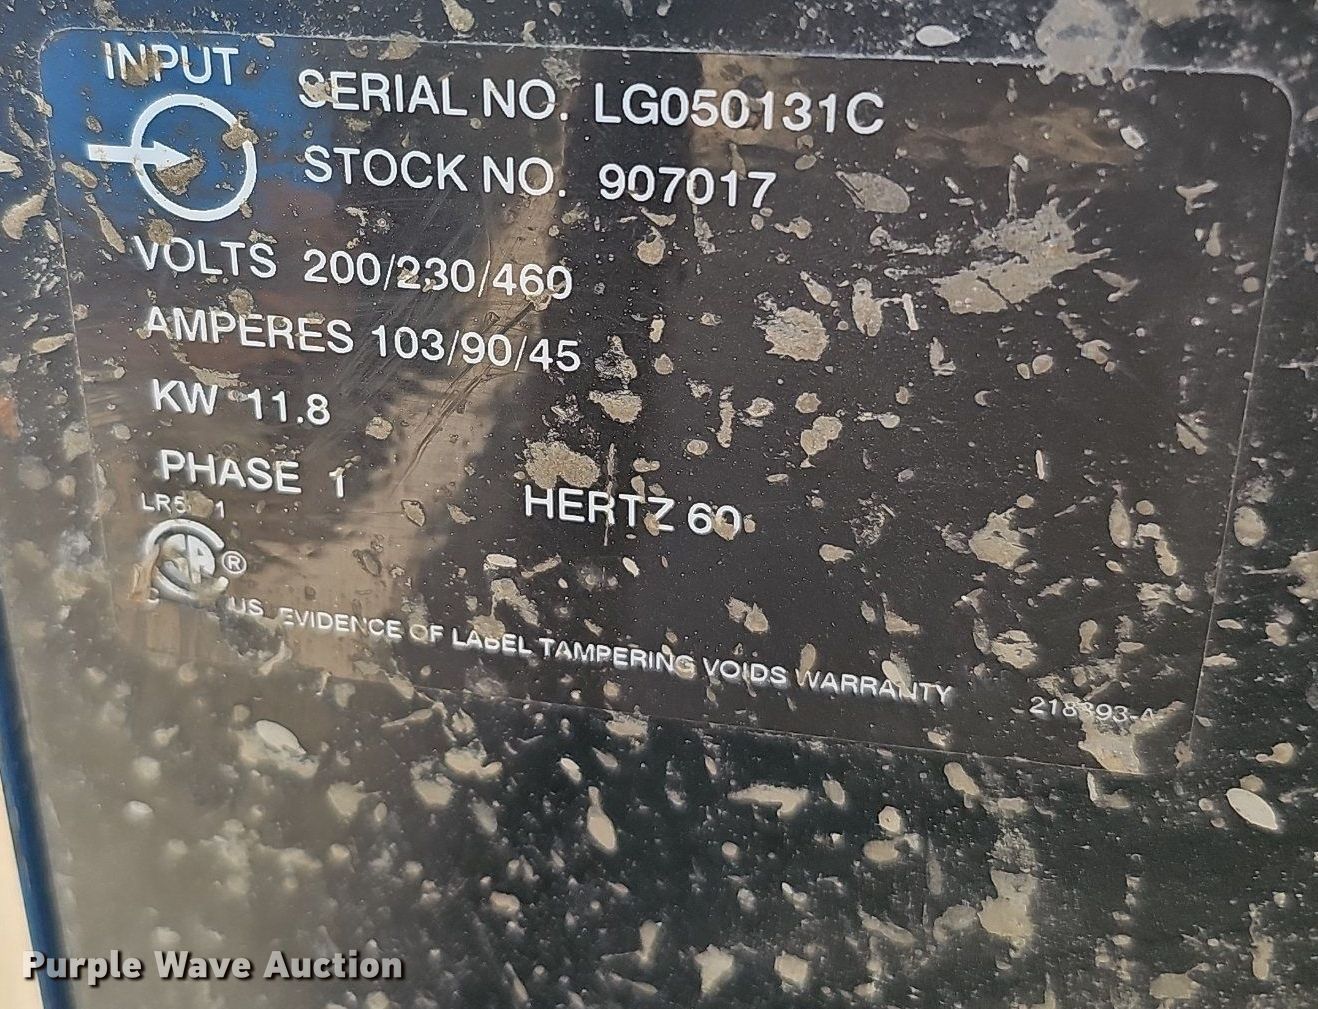 INPUT
SERIAL NO. LG050131C
STOCK NO. 907017
VOLTS 200/230/460
AMPERES 103/90/45
KW 11.8
PHASE 1
HERTZ 60
®
US EVIDENCE OF LABEL TAMPERING VOIDS WARRANTY
Purple Wave Auction